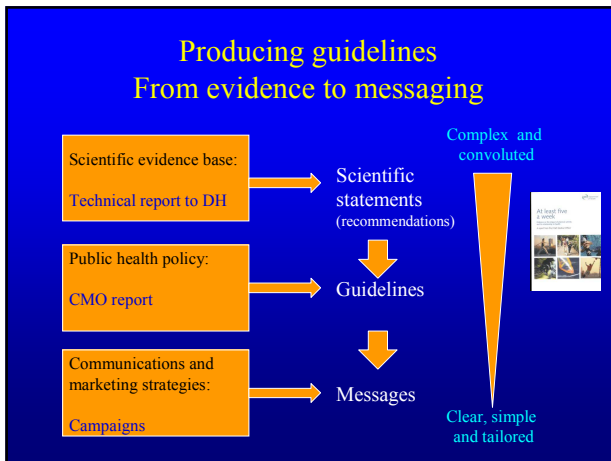 Producing guidelines
From evidence to messaging
Scientific evidence base:
Technical report to DH
Scientific
statements
(recommendations)
Complex and
convoluted
At least five
a week
Public health policy:
CMO report
Guidelines
Communications and
marketing strategies:
Campaigns
Messages
Clear, simple
and tailored